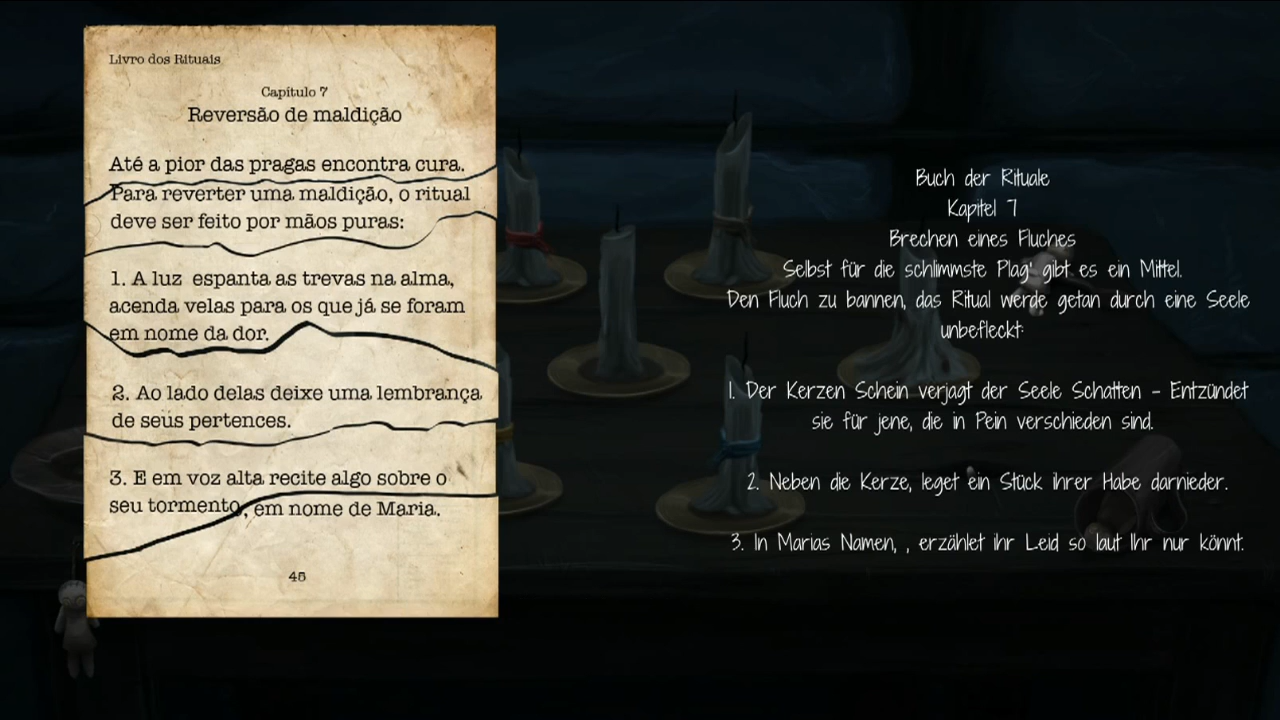 Livro dos Rituais
Capítulo 7
Reversão de maldição
Até a pior das pragas encontra cura.
Para reverter uma maldição, o ritual
deve ser feito por mãos puras:
1. A luz espanta as trevas na alma,
acenda velas para os que já se foram
em nome da dor.
2. Ao lado delas deixe uma lembrança
de seus pertences.
3. E em voz alta recite algo sobre o
seu tormento, em nome de Maria.
45
Buch der Rituale
Kapitel 7
Brechen eines Fluches
Selbst für die schlimmste Plag' gibt es ein Mittel.
Den Fluch zu bannen, das Ritual werde getan durch eine Seele
unbefleckt:
1. Der Kerzen Schein verjagt der Seele Schatten - Entzündet
sie für jene, die in Pein verschieden sind.
2. Neben die Kerze, leget ein Stück ihrer Habe darnieder.
3. In Marias Namen, , erzählet ihr Leid so laut Ihr nur könnt.